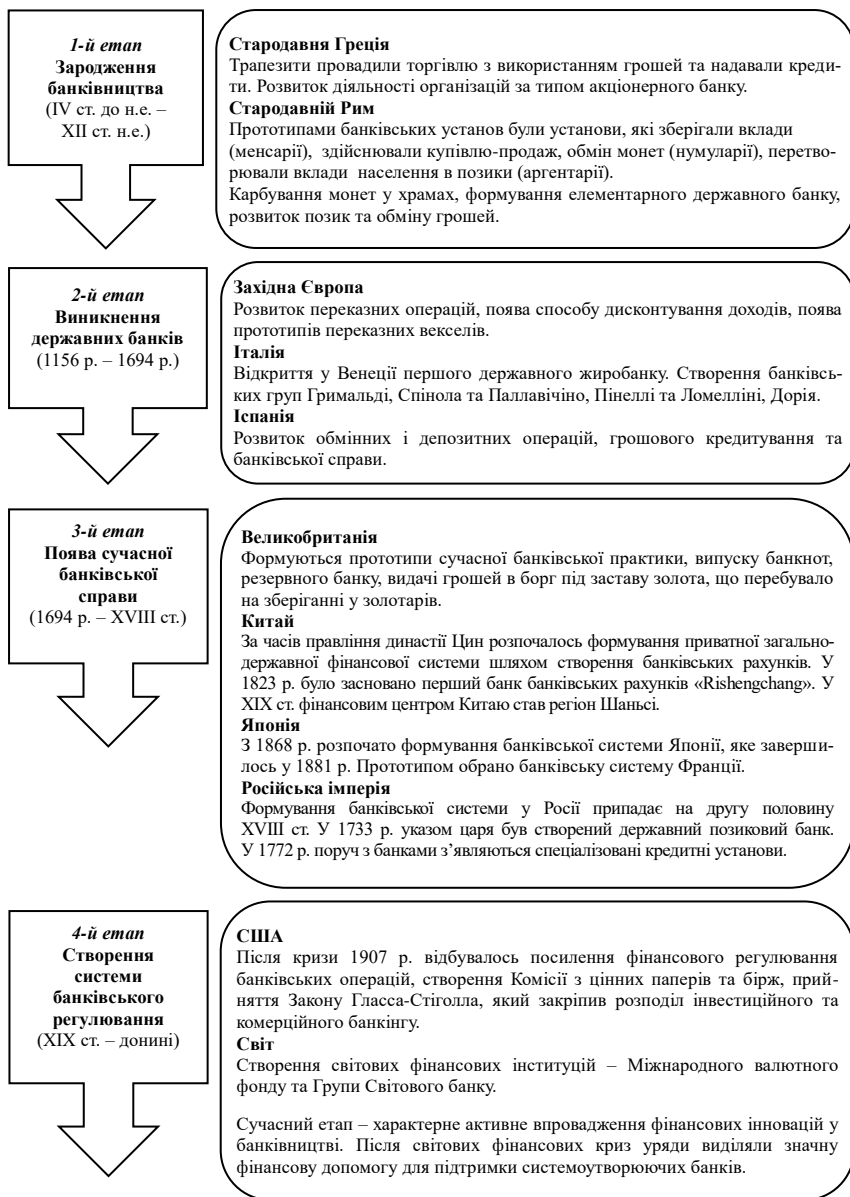 1-й етап
Зародження
банківництва
(IV ст. до н.е. –
XII ст. н.е.)
Стародавня Греція
Трапезити провадили торгівлю з використанням грошей та надавали креди-
ти. Розвиток діяльності організацій за типом акціонерного банку.
Стародавній Рим
Прототипами банківських установ були установи, які зберігали вклади
(менсарії), здійснювали купівлю-продаж, обмін монет (нумуларії), перетво-
рювали вклади населення в позики (аргентарії).
Карбування монет у храмах, формування елементарного державного банку,
розвиток позик та обміну грошей.
2-й етап
Виникнення
державних банків
(1156 р. – 1694 р.)
Західна Європа
Розвиток переказних операцій, поява способу дисконтування доходів, поява
прототипів переказних векселів.
Італія
Відкриття у Венеції першого державного жиробанку. Створення банківсь-
ких груп Гримальді, Спінола та Паллавічіно, Пінеллі та Ломелліні, Дорія.
Іспанія
Розвиток обмінних і депозитних операцій, грошового кредитування та
банківської справи.
3-й етап
Поява сучасної
банківської
справи
(1694 р. – XVIII ст.)
Великобританія
Формуються прототипи сучасної банківської практики, випуску банкнот,
резервного банку, видачі грошей в борг під заставу золота, що перебувало
на зберіганні у золотарів.
Китай
За часів правління династії Цин розпочалось формування приватної загально-
державної фінансової системи шляхом створення банківських рахунків. У
1823 р. було засновано перший банк банківських рахунків «Rishengchang». У
XIX ст. фінансовим центром Китаю став регіон Шаньсі.
Японія
З 1868 р. розпочато формування банківської системи Японії, яке заверши-
лось у 1881 р. Прототипом обрано банківську систему Франції.
Російська імперія
Формування банківської системи у Росії припадає на другу половину
XVIII ст. У 1733 р. указом царя був створений державний позиковий банк.
У 1772 р. поруч з банками з’являються спеціалізовані кредитні установи.
4-й етап
Створення
системи
банківського
регулювання
(XIX ст. – донині)
США
Після кризи 1907 р. відбувалось посилення фінансового регулювання
банківських операцій, створення Комісії з цінних паперів та бірж, прий-
няття Закону Гласса-Стіголла, який закріпив розподіл інвестиційного та
комерційного банкінгу.
Світ
Створення світових фінансових інституцій – Міжнародного валютного
фонду та Групи Світового банку.
Сучасний етап – характерне активне впровадження фінансових інновацій у
банківництві. Після світових фінансових криз уряди виділяли значну
фінансову допомогу для підтримки системоутворюючих банків.